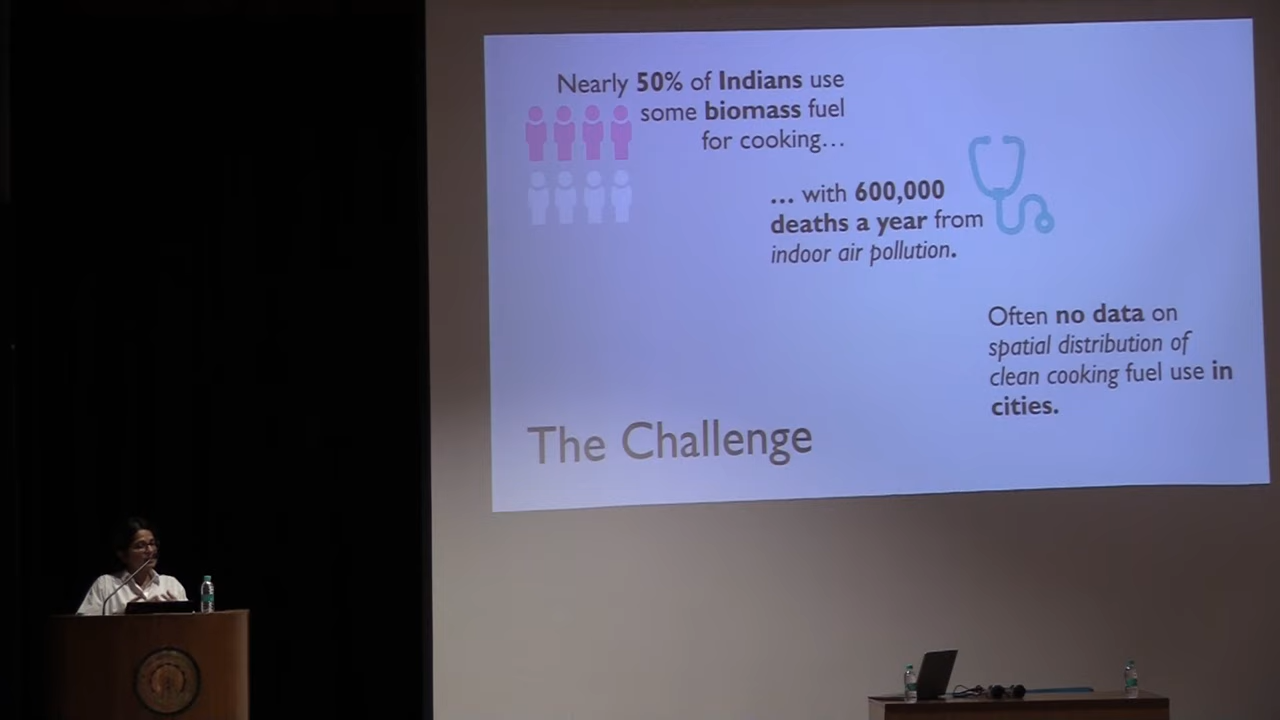 Nearly 50% of Indians use
some biomass fuel
for cooking…
… with 600,000
deaths a year from
indoor air pollution.
Often no data on
spatial distribution of
clean cooking fuel use in
cities.
The Challenge